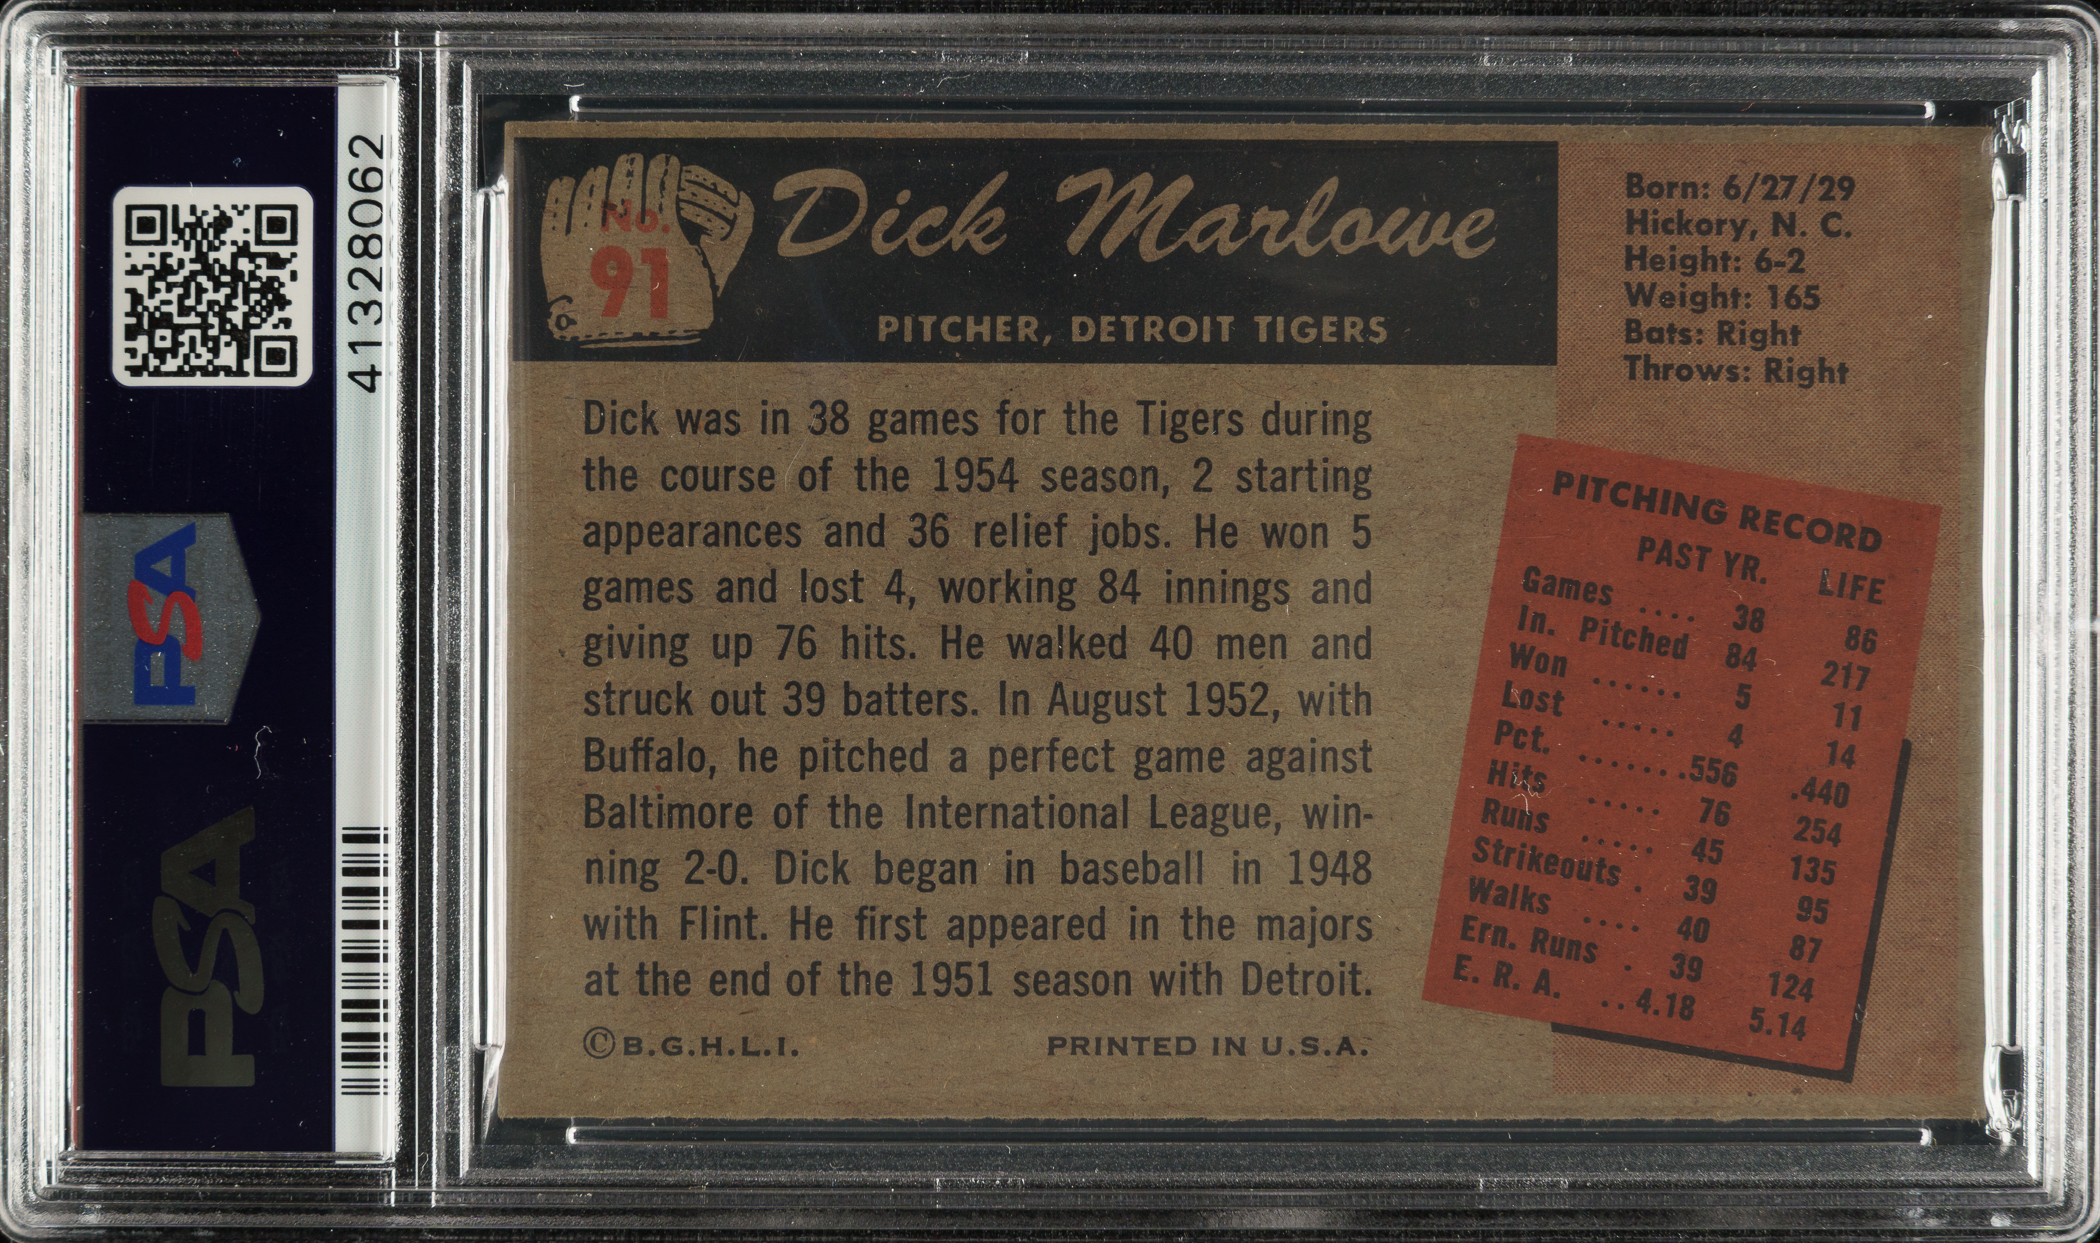 41328062
PSA
PSA
No.
91
Dick Marlowe
PITCHER, DETROIT TIGERS
Born: 6/27/29
Hickory, N. C.
Height: 6-2
Weight: 165
Bats: Right
Throws: Right
Dick was in 38 games for the Tigers during
the course of the 1954 season, 2 starting
appearances and 36 relief jobs. He won 5
games and lost 4, working 84 innings and
giving up 76 hits. He walked 40 men and
struck out 39 batters. In August 1952, with
Buffalo, he pitched a perfect game against
Baltimore of the International League, win-
ning 2-0. Dick began in baseball in 1948
with Flint. He first appeared in the majors
at the end of the 1951 season with Detroit.
© B.G.H.L.I. PRINTED IN U.S.A.
PITCHING RECORD
PAST YR. LIFE
Games .... 38 86
In. Pitched 84 217
Won ...... 5 11
Lost ..... 4 14
Pct. .......556 .440
Hits ..... 76 254
Runs ..... 45 135
Strikeouts . 39 95
Walks .... 40 87
Ern. Runs . 39 124
E. R. A. ..4.18 5.14